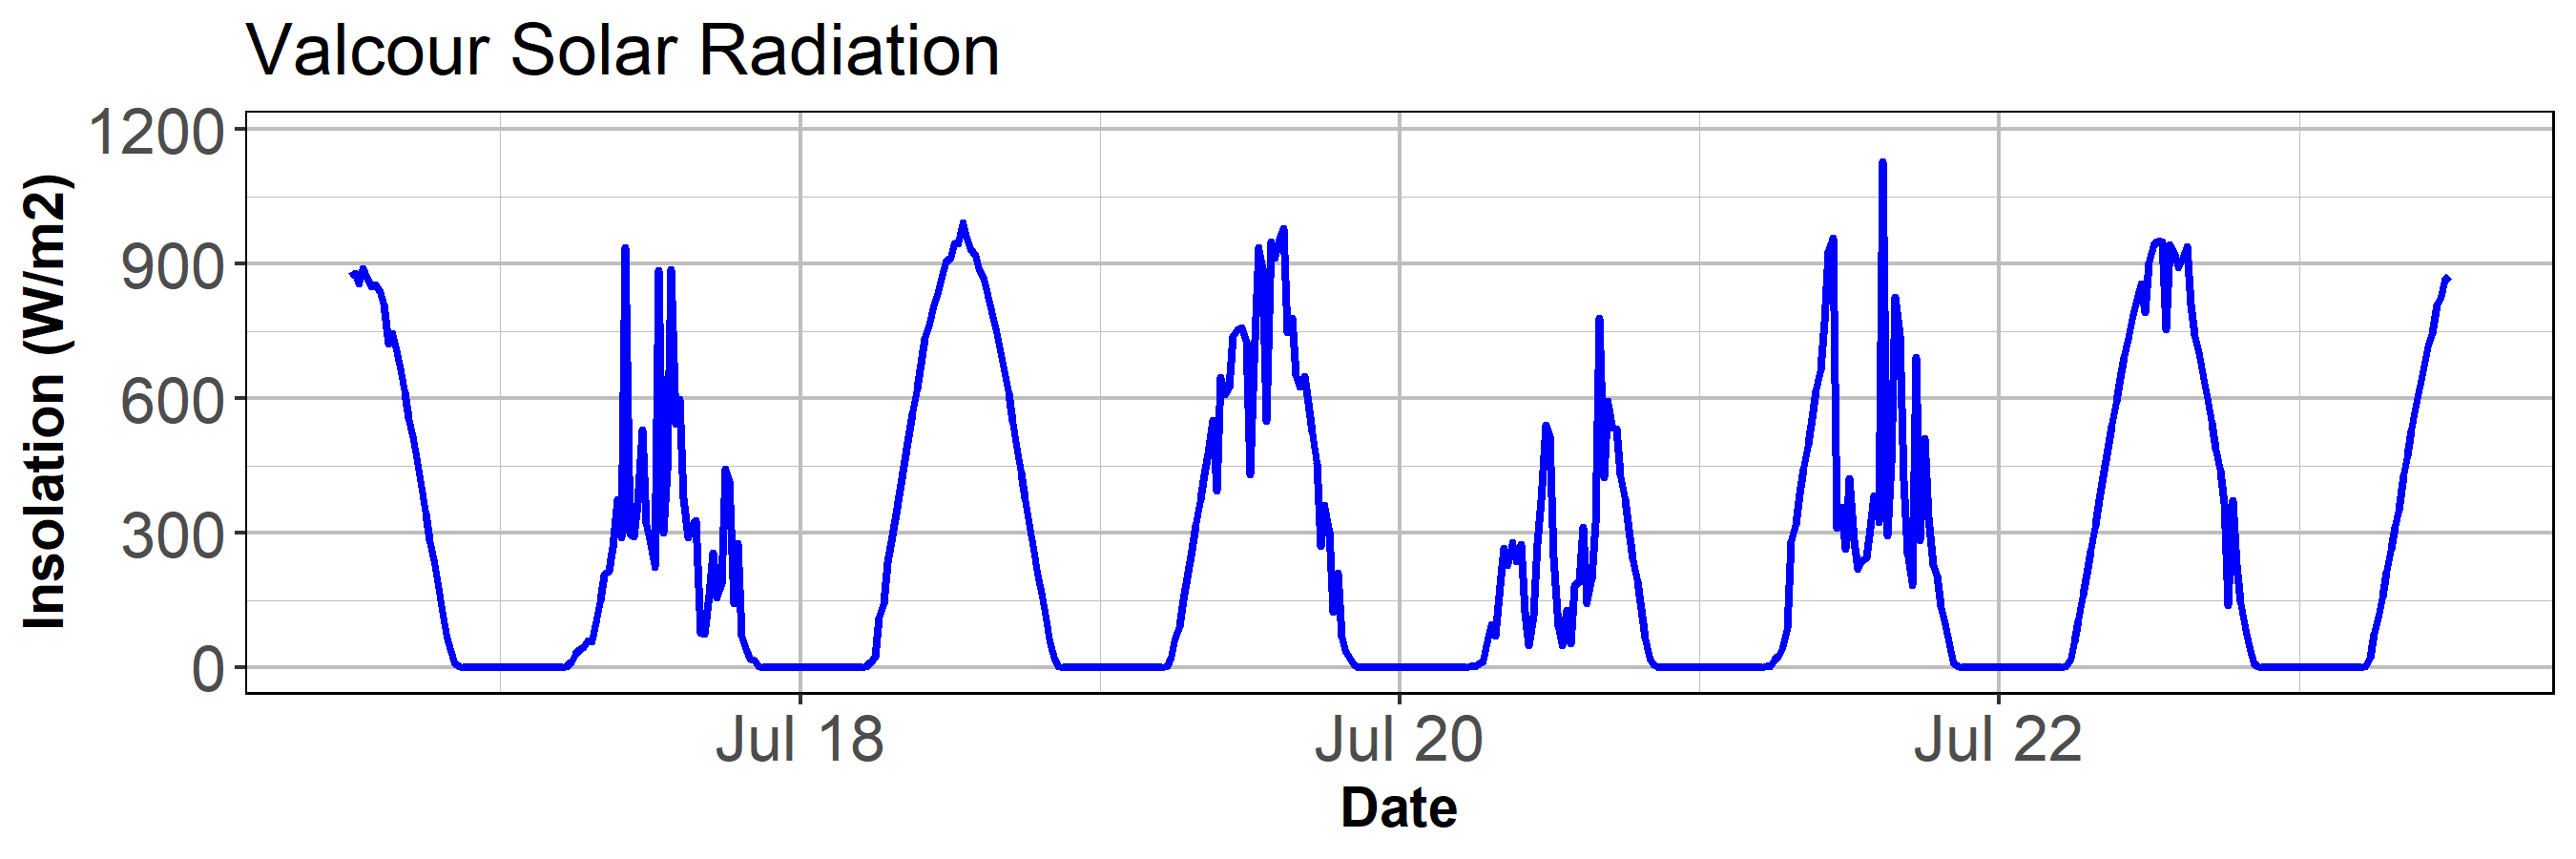 Valcour Solar Radiation
1200
900
600
300
0
Insolation (W/m2)
Jul 18
Jul 20
Jul 22
Date